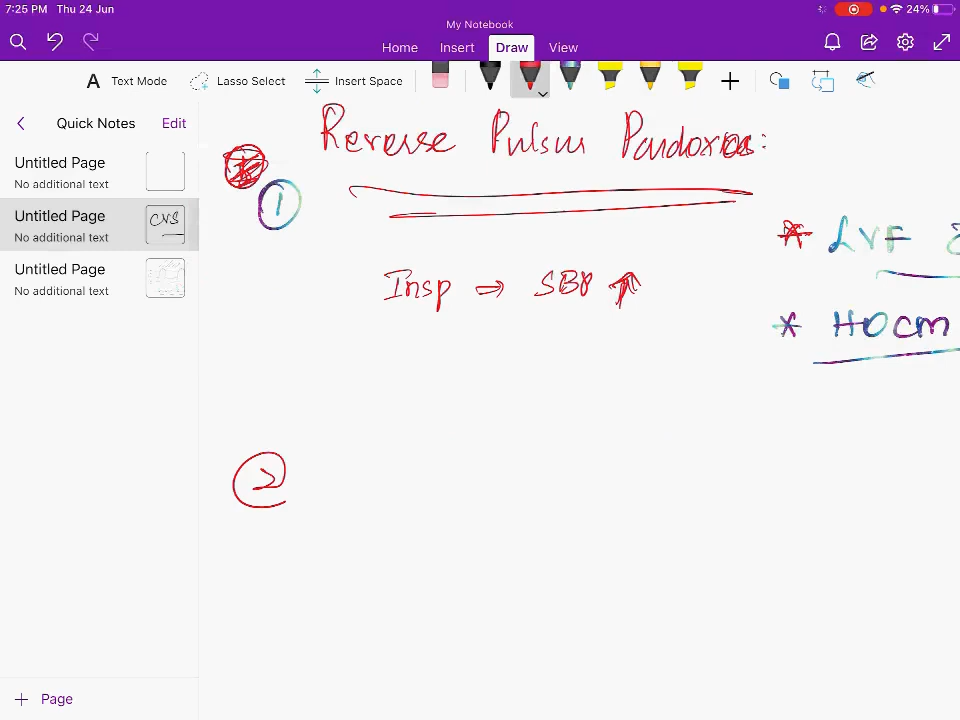 7:25 PM Thu 24 Jun
24%
My Notebook
Home Insert Draw View
Text Mode Lasso Select Insert Space
Quick Notes Edit
Untitled Page
No additional text
Untitled Page
No additional text
CVS
Untitled Page
No additional text
Reverse Pulsus Paradoxus:
1
* LVF
Insp → SBP ↑
* HOCM
2
+ Page